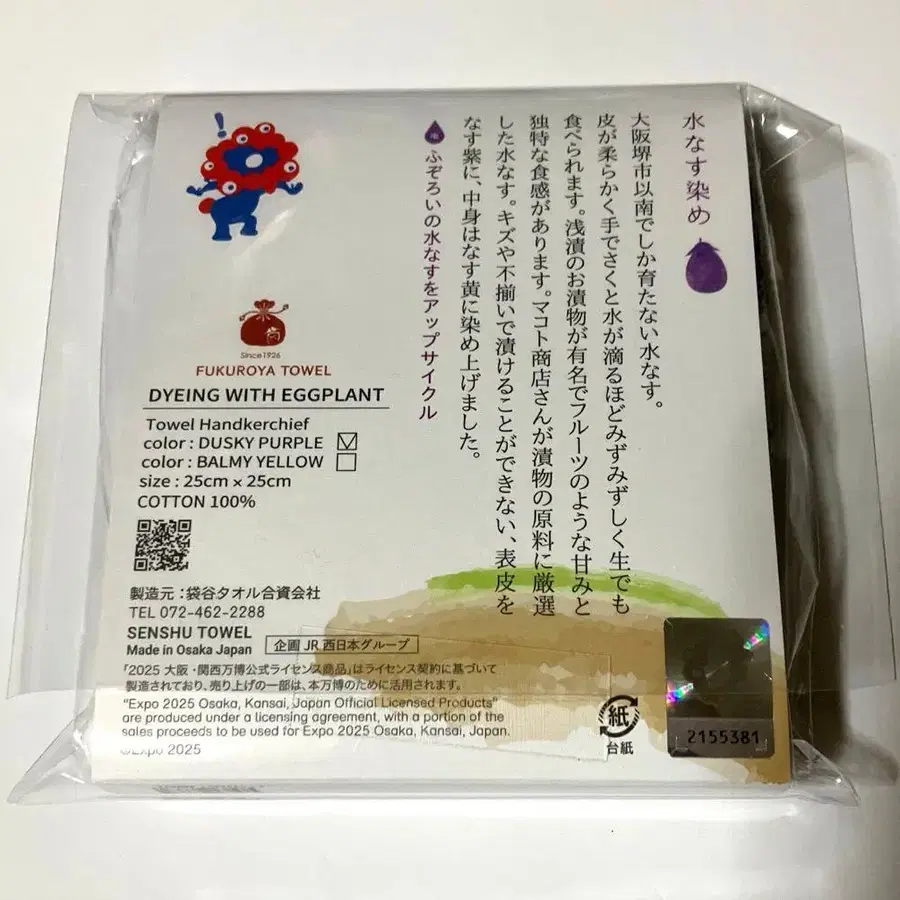 水なす染め
大阪堺市以南でしか育たない水なす。
皮が柔らかく手でさくと水が滴るほどみずみずしく生でも
食べられます。浅漬のお漬物が有名でフルーツのような甘みと
独特な食感があります。マコト商店さんが漬物の原料に厳選
した水なす。キズや不揃いで漬けることができない、表皮を
なす紫に、中身はなす黄に染め上げました。
ふぞろいの水なすをアップサイクル
Since1926
FUKUROYA TOWEL
DYEING WITH EGGPLANT
Towel Handkerchief
color : DUSKY PURPLE
color : BALMY YELLOW
size : 25cm × 25cm
COTTON 100%
製造元：袋谷タオル合資会社
TEL 072-462-2288
SENSHU TOWEL
Made in Osaka Japan
企画 JR 西日本グループ
「2025 大阪・関西万博公式ライセンス商品」はライセンス契約に基づいて
製造されており、売り上げの一部は、本万博のために活用されます。
"Expo 2025 Osaka, Kansai, Japan Official Licensed Products"
are produced under a licensing agreement, with a portion of the
sales proceeds to be used for Expo 2025 Osaka, Kansai, Japan.
©Expo 2025
紙
台紙
2155381